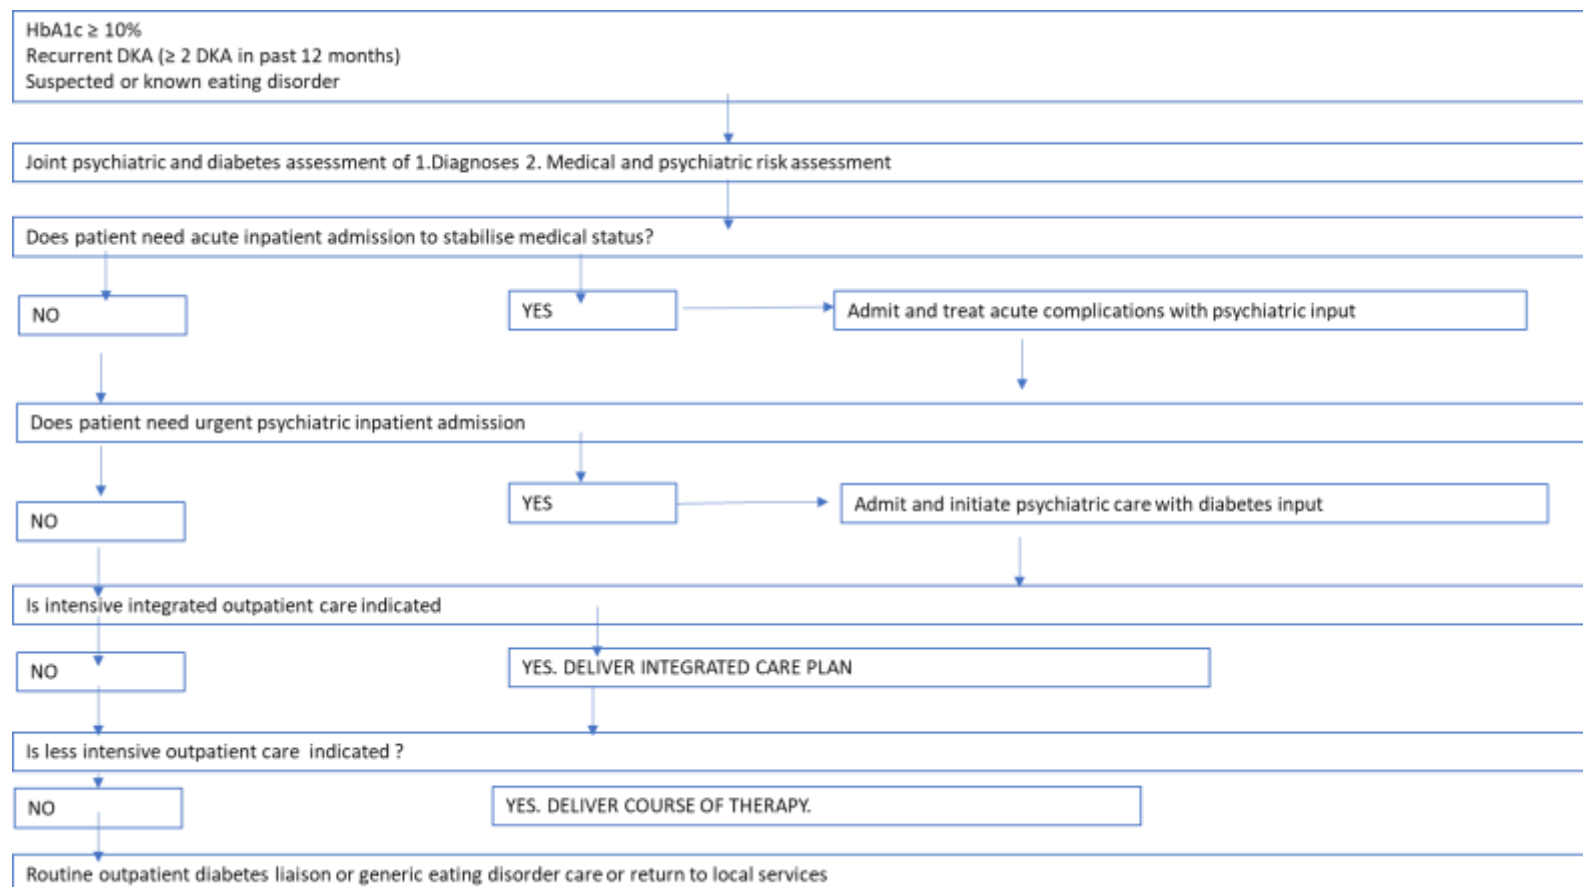 HbA1c ≥ 10%
Recurrent DKA (≥ 2 DKA in past 12 months)
Suspected or known eating disorder
Joint psychiatric and diabetes assessment of 1.Diagnoses 2. Medical and psychiatric risk assessment
Does patient need acute inpatient admission to stabilise medical status?
NO
YES
Admit and treat acute complications with psychiatric input
Does patient need urgent psychiatric inpatient admission
NO
YES
Admit and initiate psychiatric care with diabetes input
Is intensive integrated outpatient care indicated
NO
YES. DELIVER INTEGRATED CARE PLAN
Is less intensive outpatient care indicated ?
NO
YES. DELIVER COURSE OF THERAPY.
Routine outpatient diabetes liaison or generic eating disorder care or return to local services